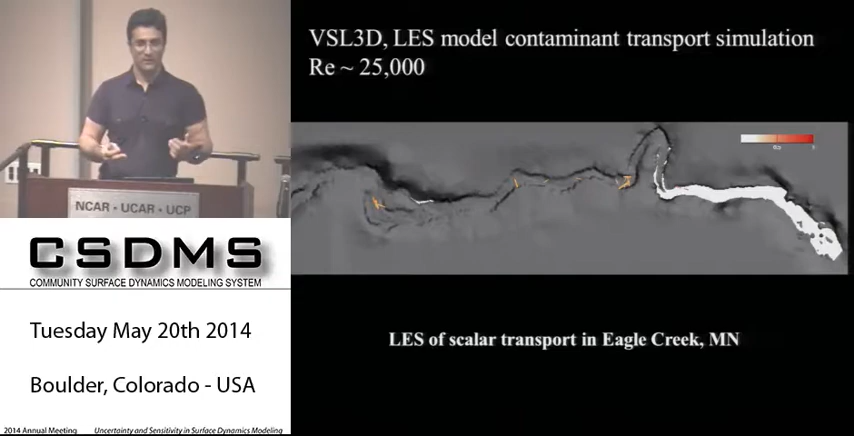 VSL3D, LES model contaminant transport simulation
Re ~ 25,000
NCAR · UCAR · UCP
CSDMS
COMMUNITY SURFACE DYNAMICS MODELING SYSTEM
Tuesday May 20th 2014
Boulder, Colorado - USA
2014 Annual Meeting Uncertainty and Sensitivity in Surface Dynamics Modeling
LES of scalar transport in Eagle Creek, MN